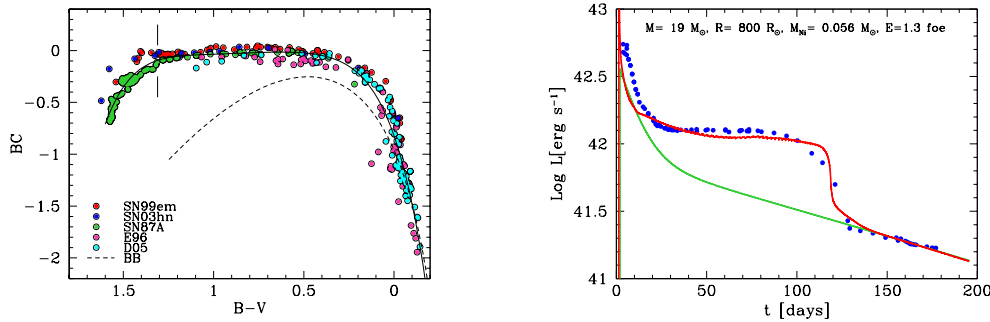 0
−0.5
−1
−1.5
−2
BC
SN99em
SN03hn
SN87A
E96
D05
BB
1.5
1
0.5
0
B−V
43
42.5
42
41.5
41
Log L[erg s⁻¹]
M= 19 M☉, R= 800 R☉, M_Ni= 0.056 M☉, E=1.3 foe
0
50
100
150
200
t [days]